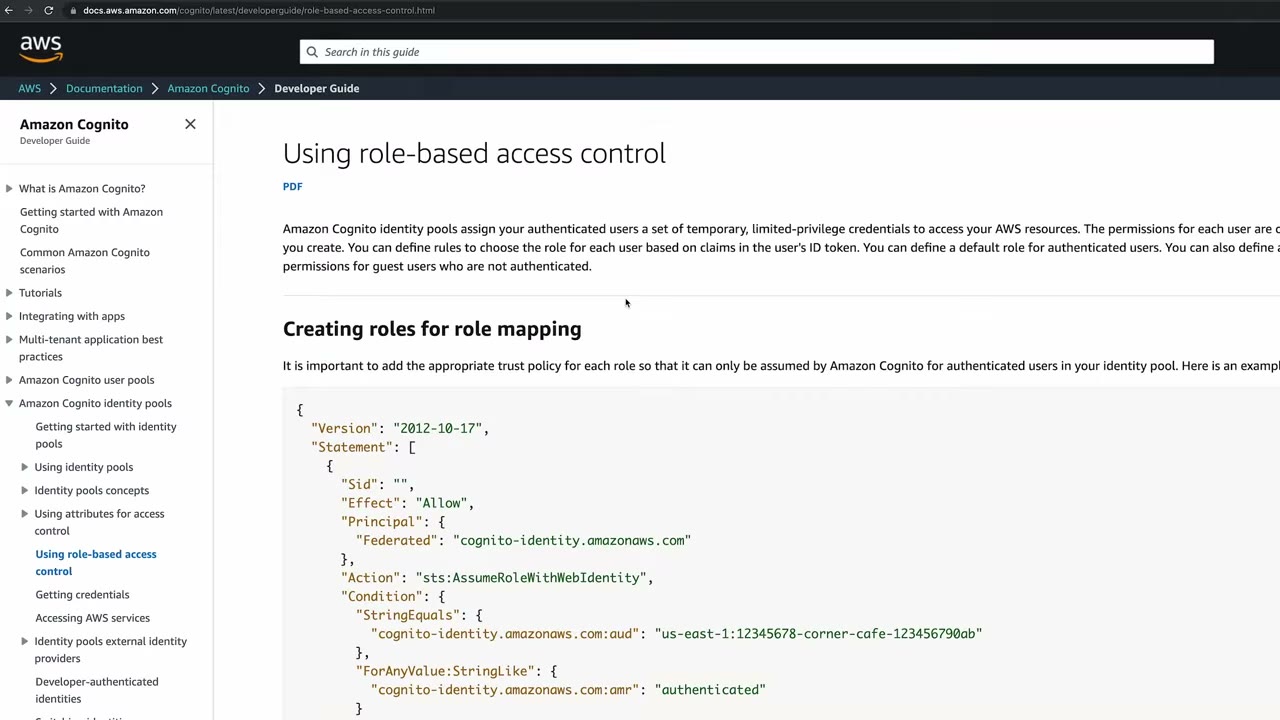 docs.aws.amazon.com/cognito/latest/developerguide/role-based-access-control.html
aws
Search in this guide
AWS > Documentation > Amazon Cognito > Developer Guide
Amazon Cognito
Developer Guide
What is Amazon Cognito?
Getting started with Amazon
Cognito
Common Amazon Cognito
scenarios
Tutorials
Integrating with apps
Multi-tenant application best
practices
Amazon Cognito user pools
Amazon Cognito identity pools
Getting started with identity
pools
Using identity pools
Identity pools concepts
Using attributes for access
control
Using role-based access
control
Getting credentials
Accessing AWS services
Identity pools external identity
providers
Developer-authenticated
identities
Using role-based access control
PDF
Amazon Cognito identity pools assign your authenticated users a set of temporary, limited-privilege credentials to access your AWS resources. The permissions for each user are
you create. You can define rules to choose the role for each user based on claims in the user's ID token. You can define a default role for authenticated users. You can also define a
permissions for guest users who are not authenticated.
Creating roles for role mapping
It is important to add the appropriate trust policy for each role so that it can only be assumed by Amazon Cognito for authenticated users in your identity pool. Here is an
{
"Version": "2012-10-17",
"Statement": [
{
"Sid": "",
"Effect": "Allow",
"Principal": {
"Federated": "cognito-identity.amazonaws.com"
},
"Action": "sts:AssumeRoleWithWebIdentity",
"Condition": {
"StringEquals": {
"cognito-identity.amazonaws.com:aud": "us-east-1:12345678-corner-cafe-123456790ab"
},
"ForAnyValue:StringLike": {
"cognito-identity.amazonaws.com:amr": "authenticated"
}